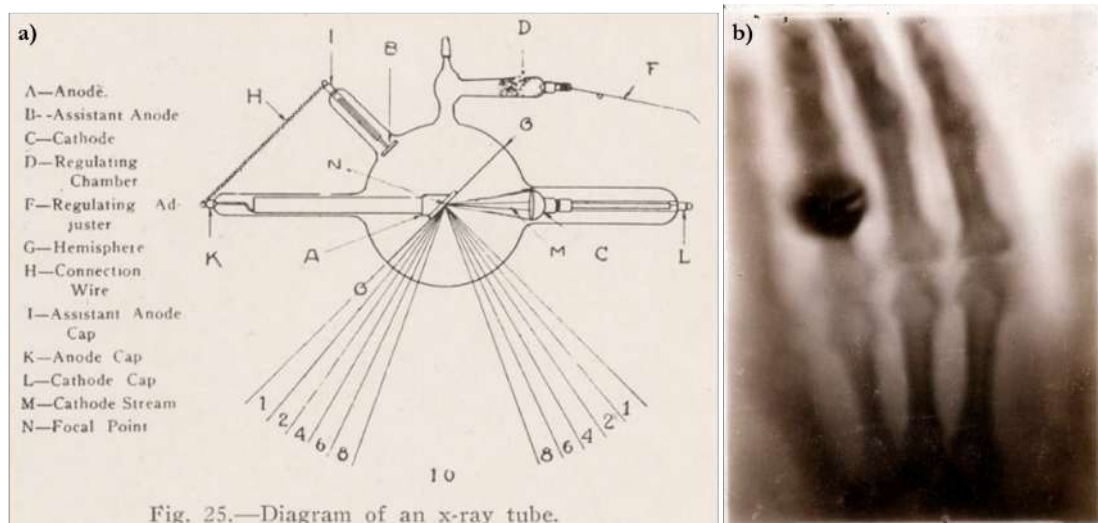 a)
A—Anode.
B--Assistant Anode
C—Cathode
D—Regulating
Chamber
F—Regulating Ad-
juster
G—Hemisphere
H—Connection
Wire
I—Assistant Anode
Cap
K—Anode Cap
L—Cathode Cap
M—Cathode Stream
N—Focal Point
I
B
D
F
H
G
N
K
A
M
C
L
G
1
2
4
6
8
10
8
6
4
2
1
Fig. 25.—Diagram of an x-ray tube.
b)